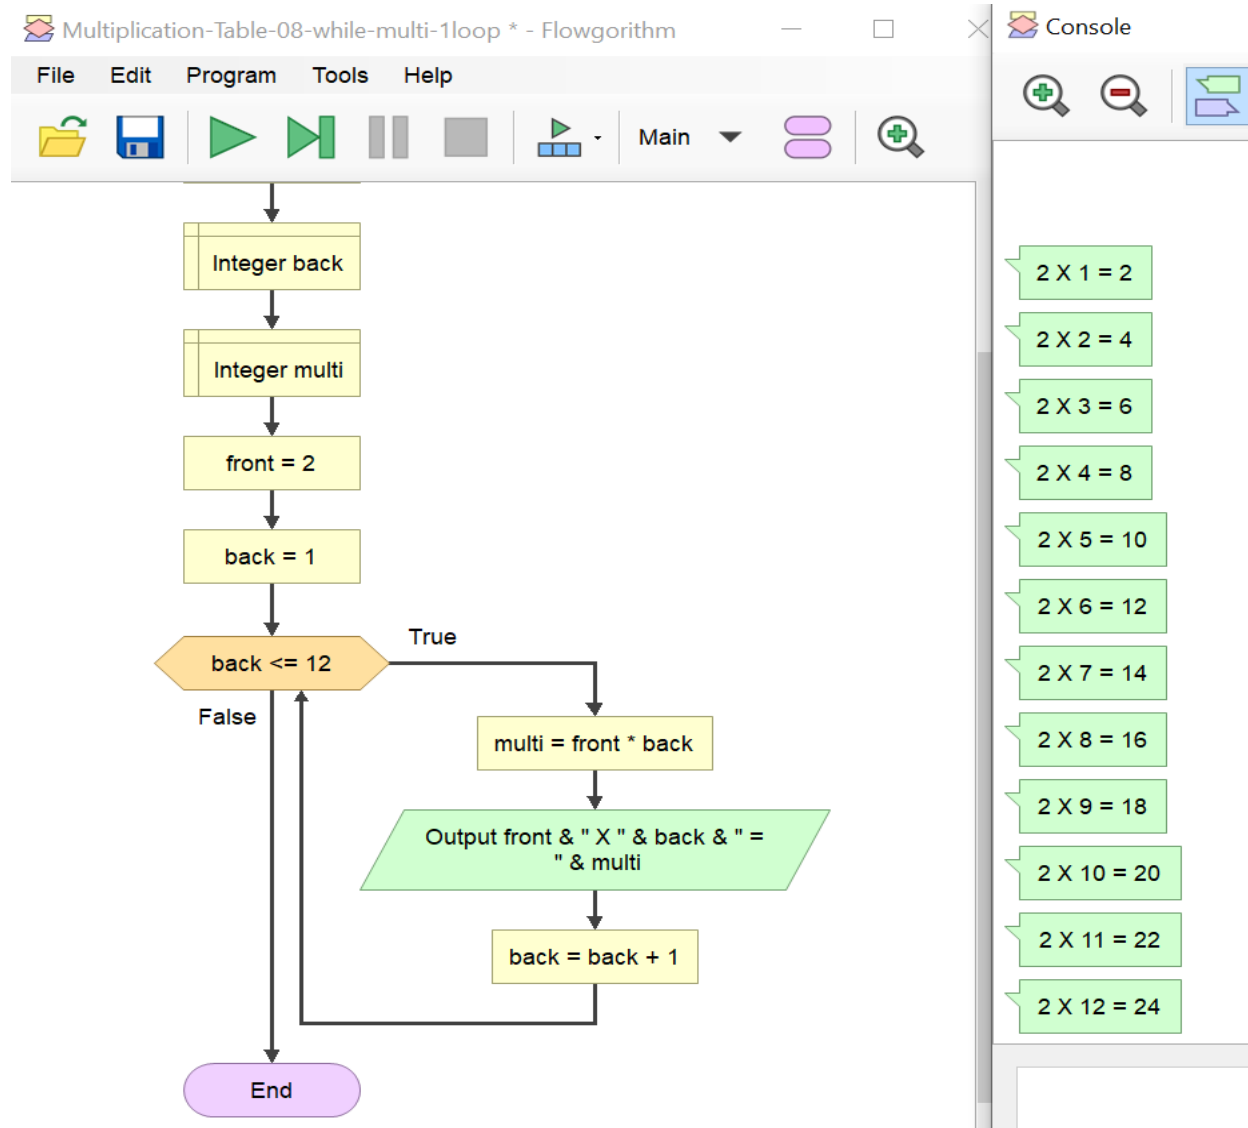 Multiplication-Table-08-while-multi-1loop * - Flowgorithm
File Edit Program Tools Help
Main
Integer back
Integer multi
front = 2
back = 1
back <= 12
True
False
multi = front * back
Output front & " X " & back & " =
" & multi
back = back + 1
End
Console
2 X 1 = 2
2 X 2 = 4
2 X 3 = 6
2 X 4 = 8
2 X 5 = 10
2 X 6 = 12
2 X 7 = 14
2 X 8 = 16
2 X 9 = 18
2 X 10 = 20
2 X 11 = 22
2 X 12 = 24